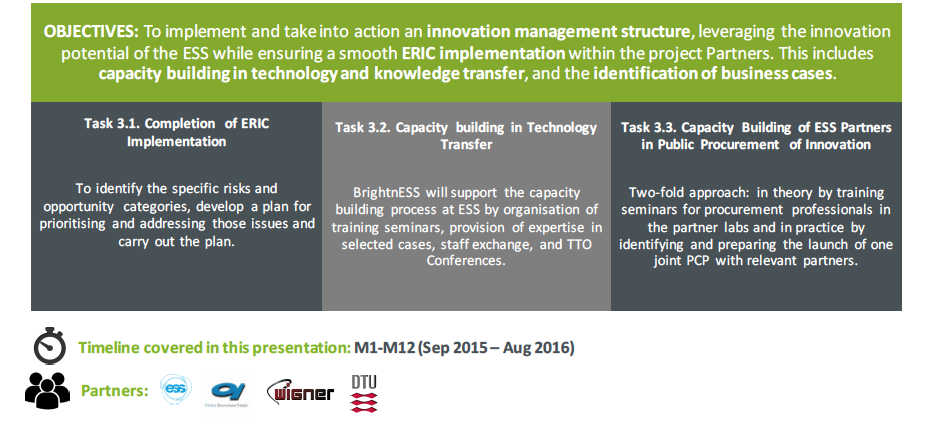 OBJECTIVES: To implement and take into action an innovation management structure, leveraging the innovation
potential of the ESS while ensuring a smooth ERIC implementation within the project Partners. This includes
capacity building in technology and knowledge transfer, and the identification of business cases.
Task 3.1. Completion of ERIC
Implementation
To identify the specific risks and
opportunity categories, develop a plan for
prioritising and addressing those issues and
carry out the plan.
Task 3.2. Capacity building in Technology
Transfer
BrightnESS will support the capacity
building process at ESS by organisation of
training seminars, provision of expertise in
selected cases, staff exchange, and TTO
Conferences.
Task 3.3. Capacity Building of ESS Partners
in Public Procurement of Innovation
Two-fold approach: in theory by training
seminars for procurement professionals in
the partner labs and in practice by
identifying and preparing the launch of one
joint PCP with relevant partners.
Timeline covered in this presentation: M1-M12 (Sep 2015 – Aug 2016)
Partners:
ess
wigner
DTU